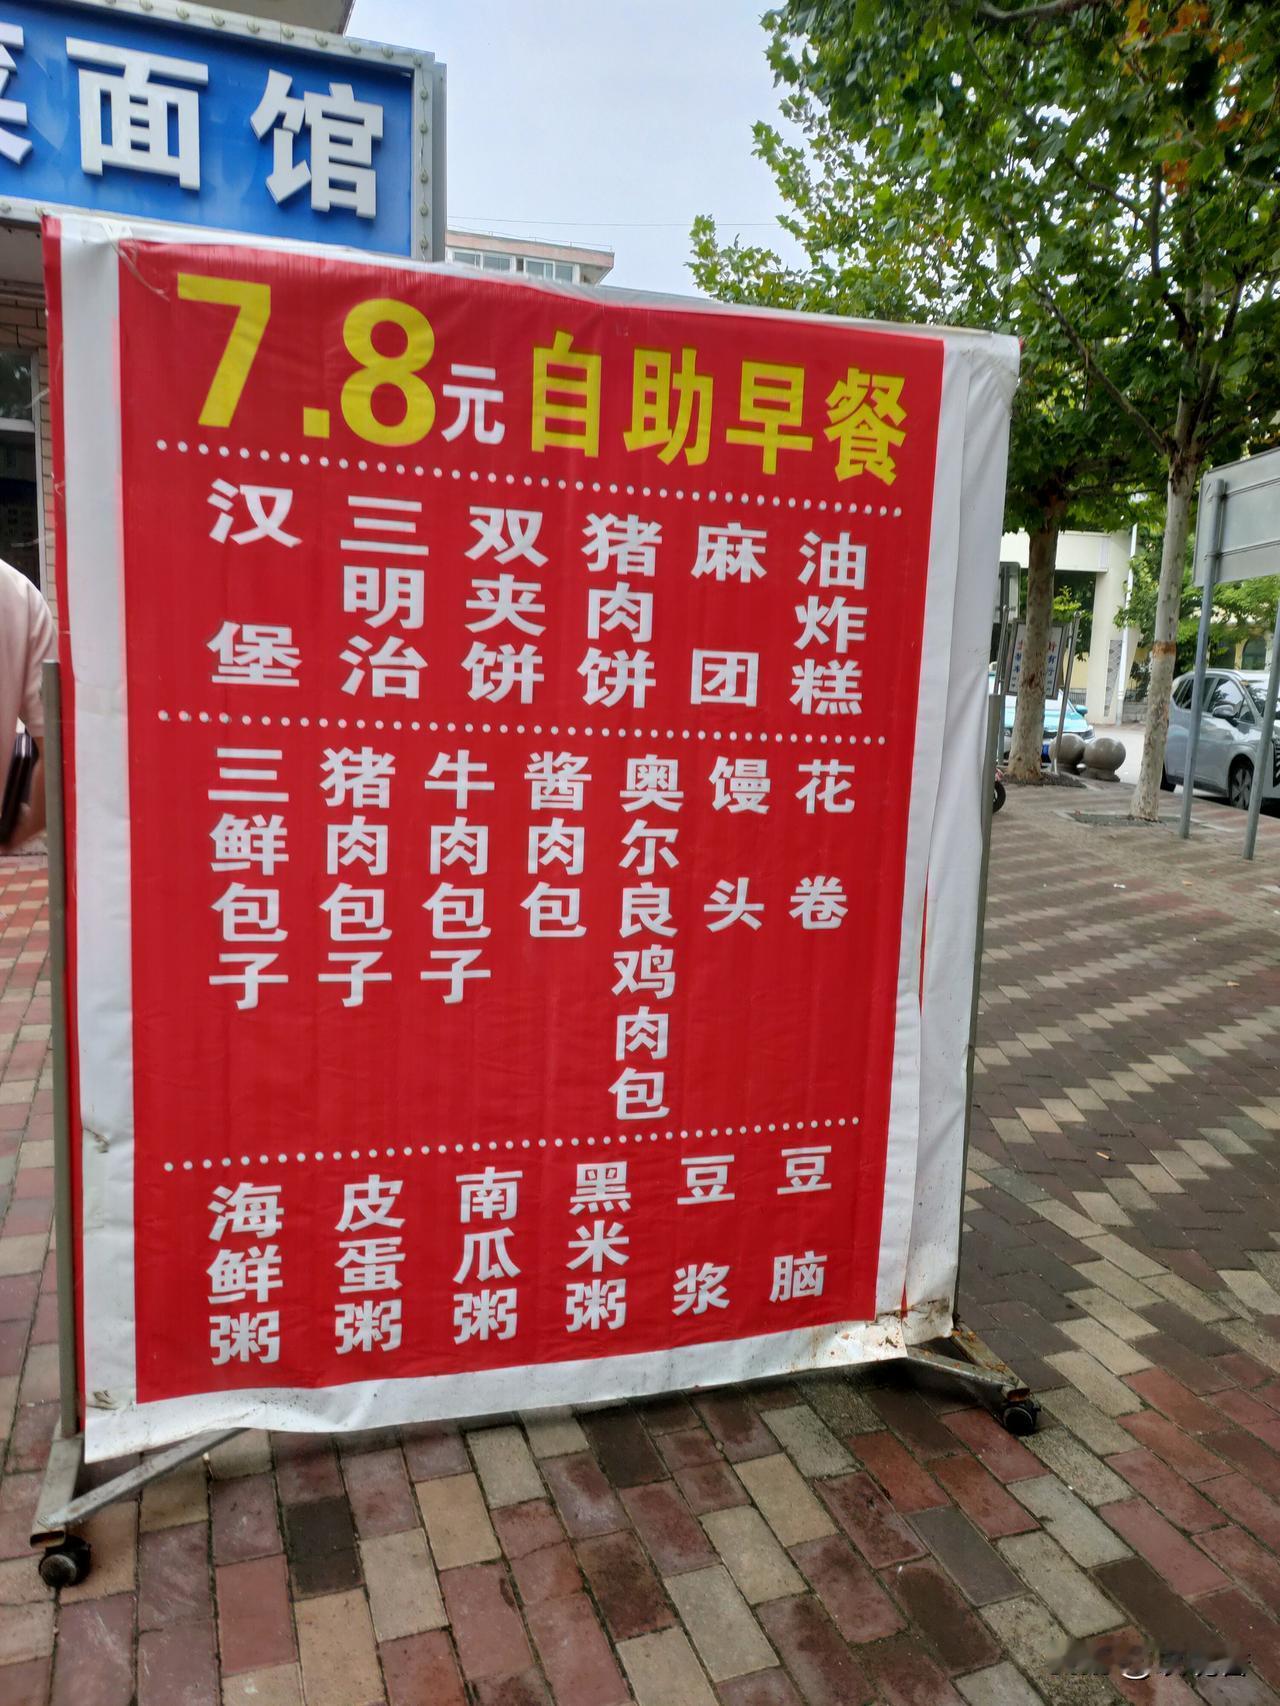 面馆
7.8元自助早餐
汉堡
三明治
双夹饼
猪肉饼
麻团
油炸糕
三鲜包子
猪肉包子
牛肉包子
酱肉包
奥尔良鸡肉包
馒头
花卷
海鲜粥
皮蛋粥
南瓜粥
黑米粥
豆浆
豆脑